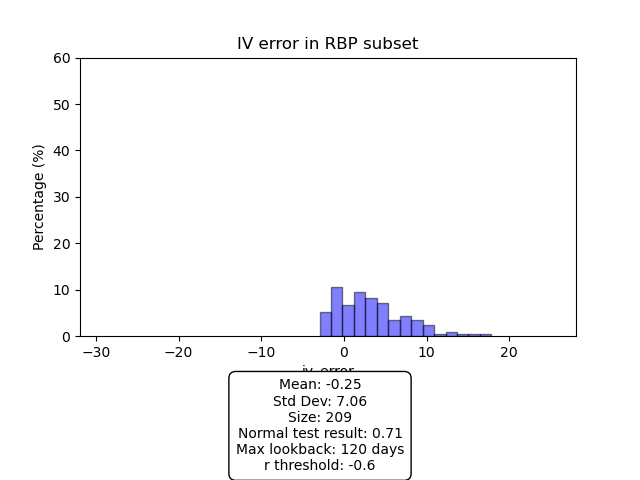 IV error in RBP subset
60
50
40
30
20
10
0
Percentage (%)
−30
−20
−10
0
10
20
iv_error
Mean: -0.25
Std Dev: 7.06
Size: 209
Normal test result: 0.71
Max lookback: 120 days
r threshold: -0.6